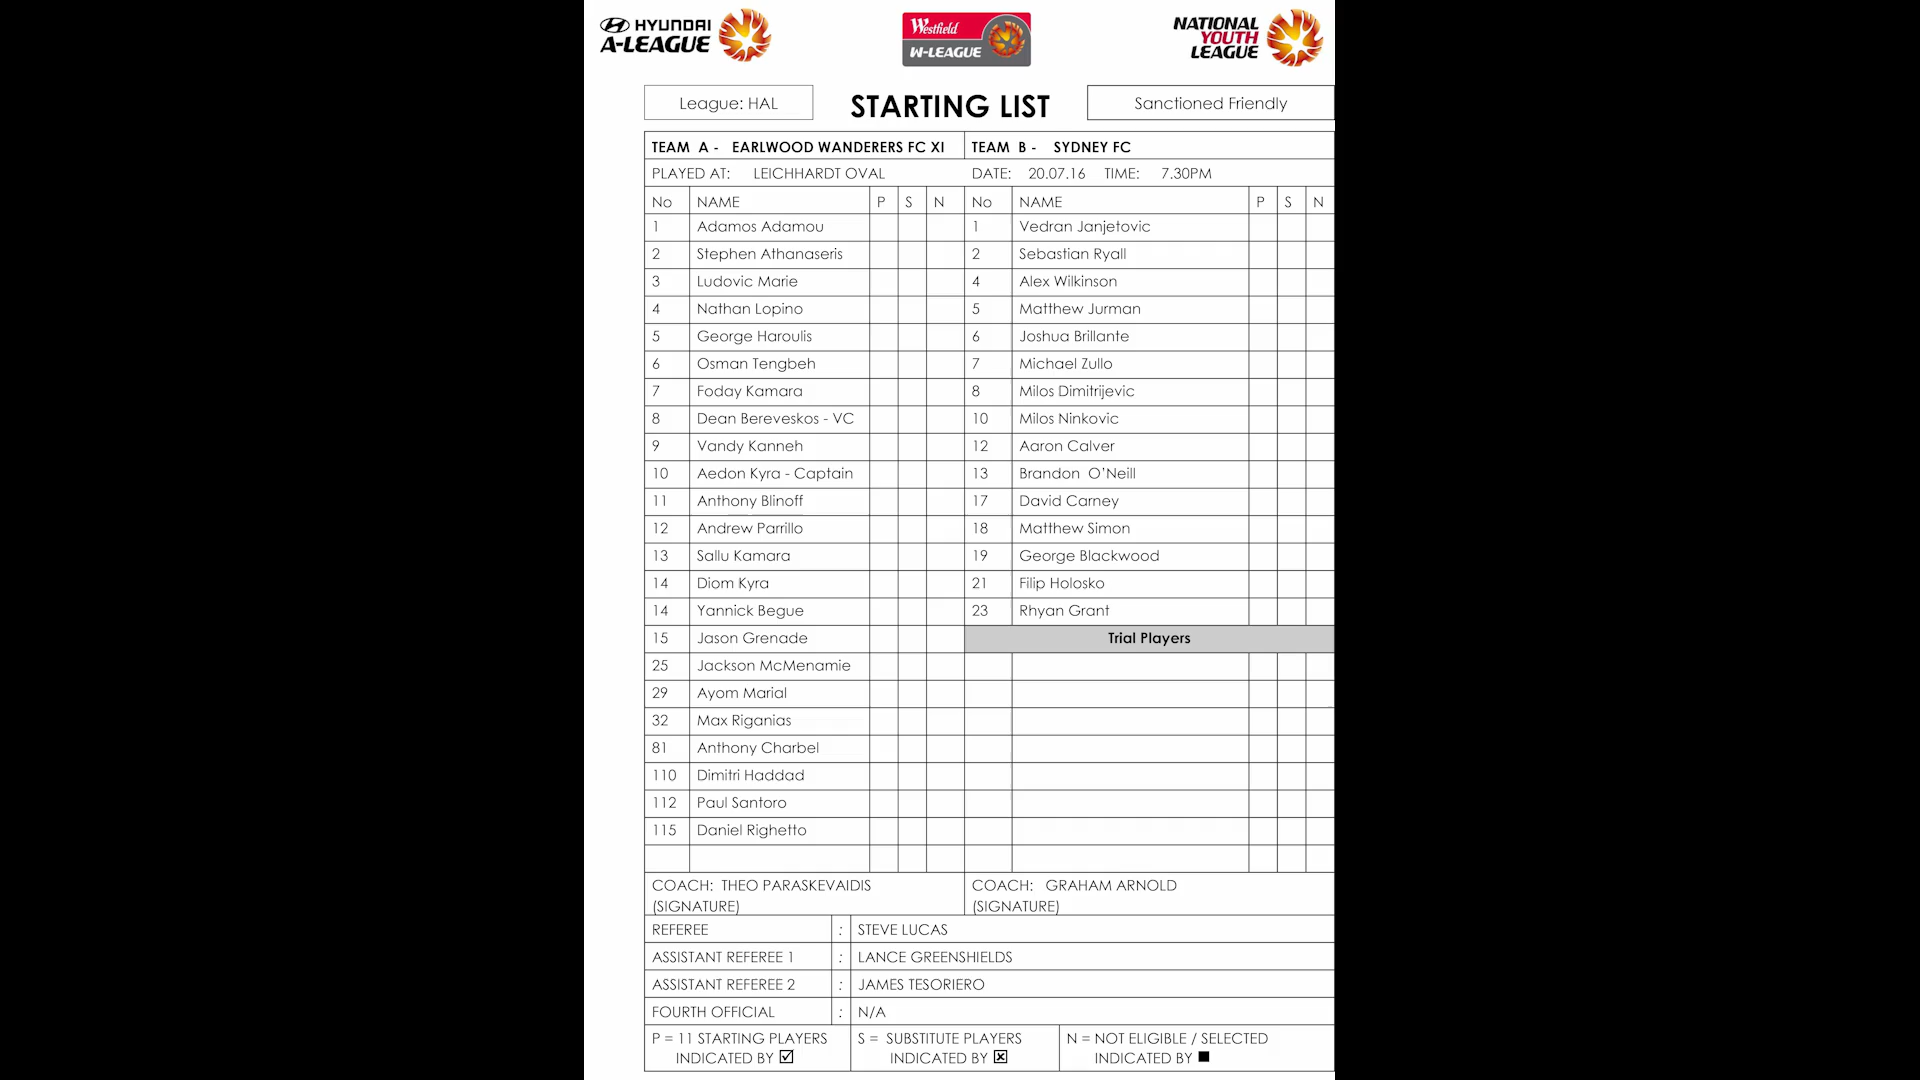 HYUNDAI
A-LEAGUE
Westfield
W-LEAGUE
NATIONAL
YOUTH
LEAGUE
League: HAL
STARTING LIST
Sanctioned Friendly
TEAM A - EARLWOOD WANDERERS FC XI TEAM B - SYDNEY FC
PLAYED AT: LEICHHARDT OVAL DATE: 20.07.16 TIME: 7.30PM
No NAME P S N No NAME P S N
1 Adamos Adamou 1 Vedran Janjetovic
2 Stephen Athanaseris 2 Sebastian Ryall
3 Ludovic Marie 4 Alex Wilkinson
4 Nathan Lopino 5 Matthew Jurman
5 George Haroulis 6 Joshua Brillante
6 Osman Tengbeh 7 Michael Zullo
7 Foday Kamara 8 Milos Dimitrijevic
8 Dean Bereveskos - VC 10 Milos Ninkovic
9 Vandy Kanneh 12 Aaron Calver
10 Aedon Kyra - Captain 13 Brandon O'Neill
11 Anthony Blinoff 17 David Carney
12 Andrew Parrillo 18 Matthew Simon
13 Sallu Kamara 19 George Blackwood
14 Diom Kyra 21 Filip Holosko
14 Yannick Begue 23 Rhyan Grant
15 Jason Grenade Trial Players
25 Jackson McMenamie
29 Ayom Marial
32 Max Riganias
81 Anthony Charbel
110 Dimitri Haddad
112 Paul Santoro
115 Daniel Righetto
COACH: THEO PARASKEVAIDIS COACH: GRAHAM ARNOLD
(SIGNATURE) (SIGNATURE)
REFEREE : STEVE LUCAS
ASSISTANT REFEREE 1 : LANCE GREENSHIELDS
ASSISTANT REFEREE 2 : JAMES TESORIERO
FOURTH OFFICIAL : N/A
P = 11 STARTING PLAYERS S = SUBSTITUTE PLAYERS N = NOT ELIGIBLE / SELECTED
INDICATED BY ☑ INDICATED BY ☒ INDICATED BY ■